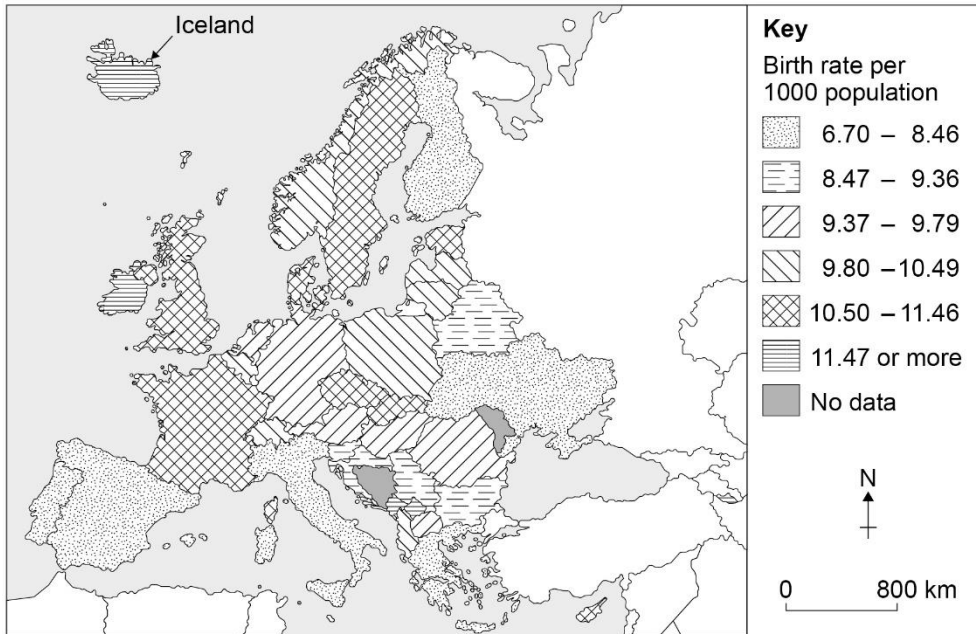 Iceland
Key
Birth rate per
1000 population
6.70 – 8.46
8.47 – 9.36
9.37 – 9.79
9.80 –10.49
10.50 – 11.46
11.47 or more
No data
N
0 800 km